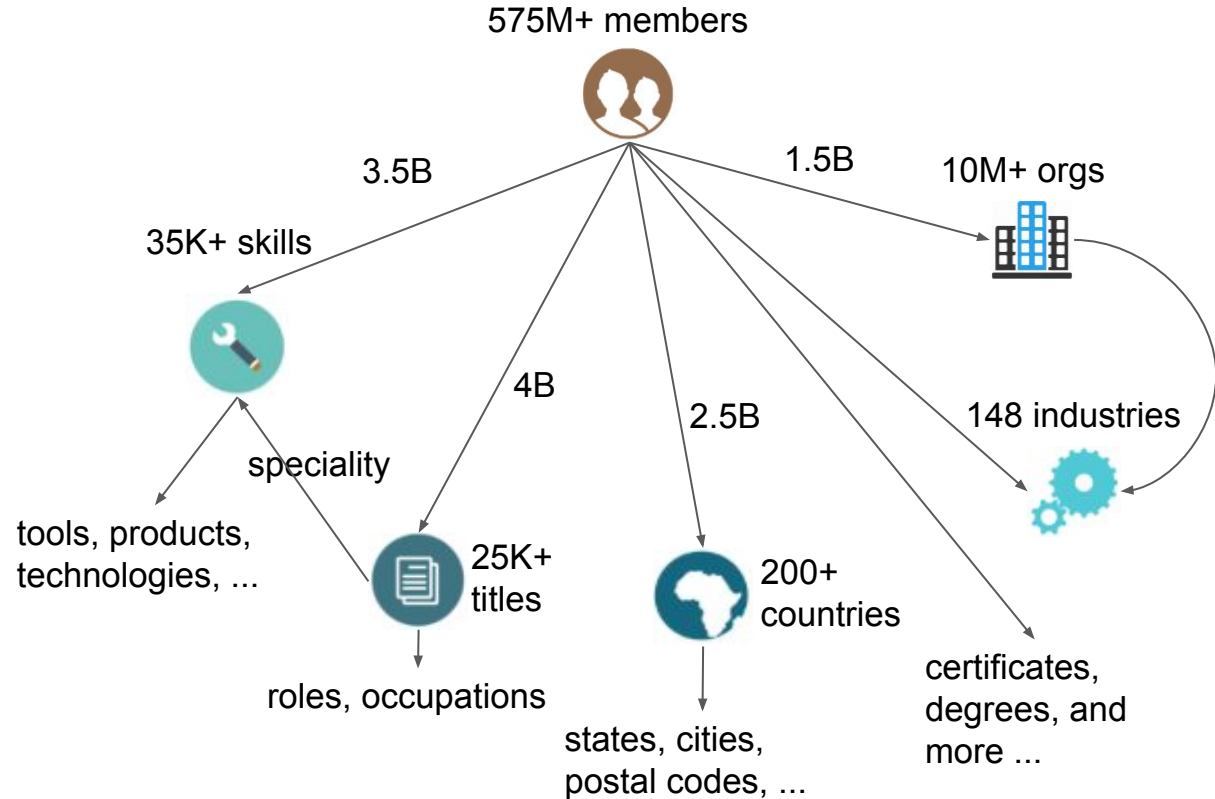 575M+ members
3.5B
1.5B
10M+ orgs
35K+ skills
4B
2.5B
148 industries
speciality
tools, products,
technologies, ...
25K+
titles
200+
countries
roles, occupations
states, cities,
postal codes, ...
certificates,
degrees, and
more ...